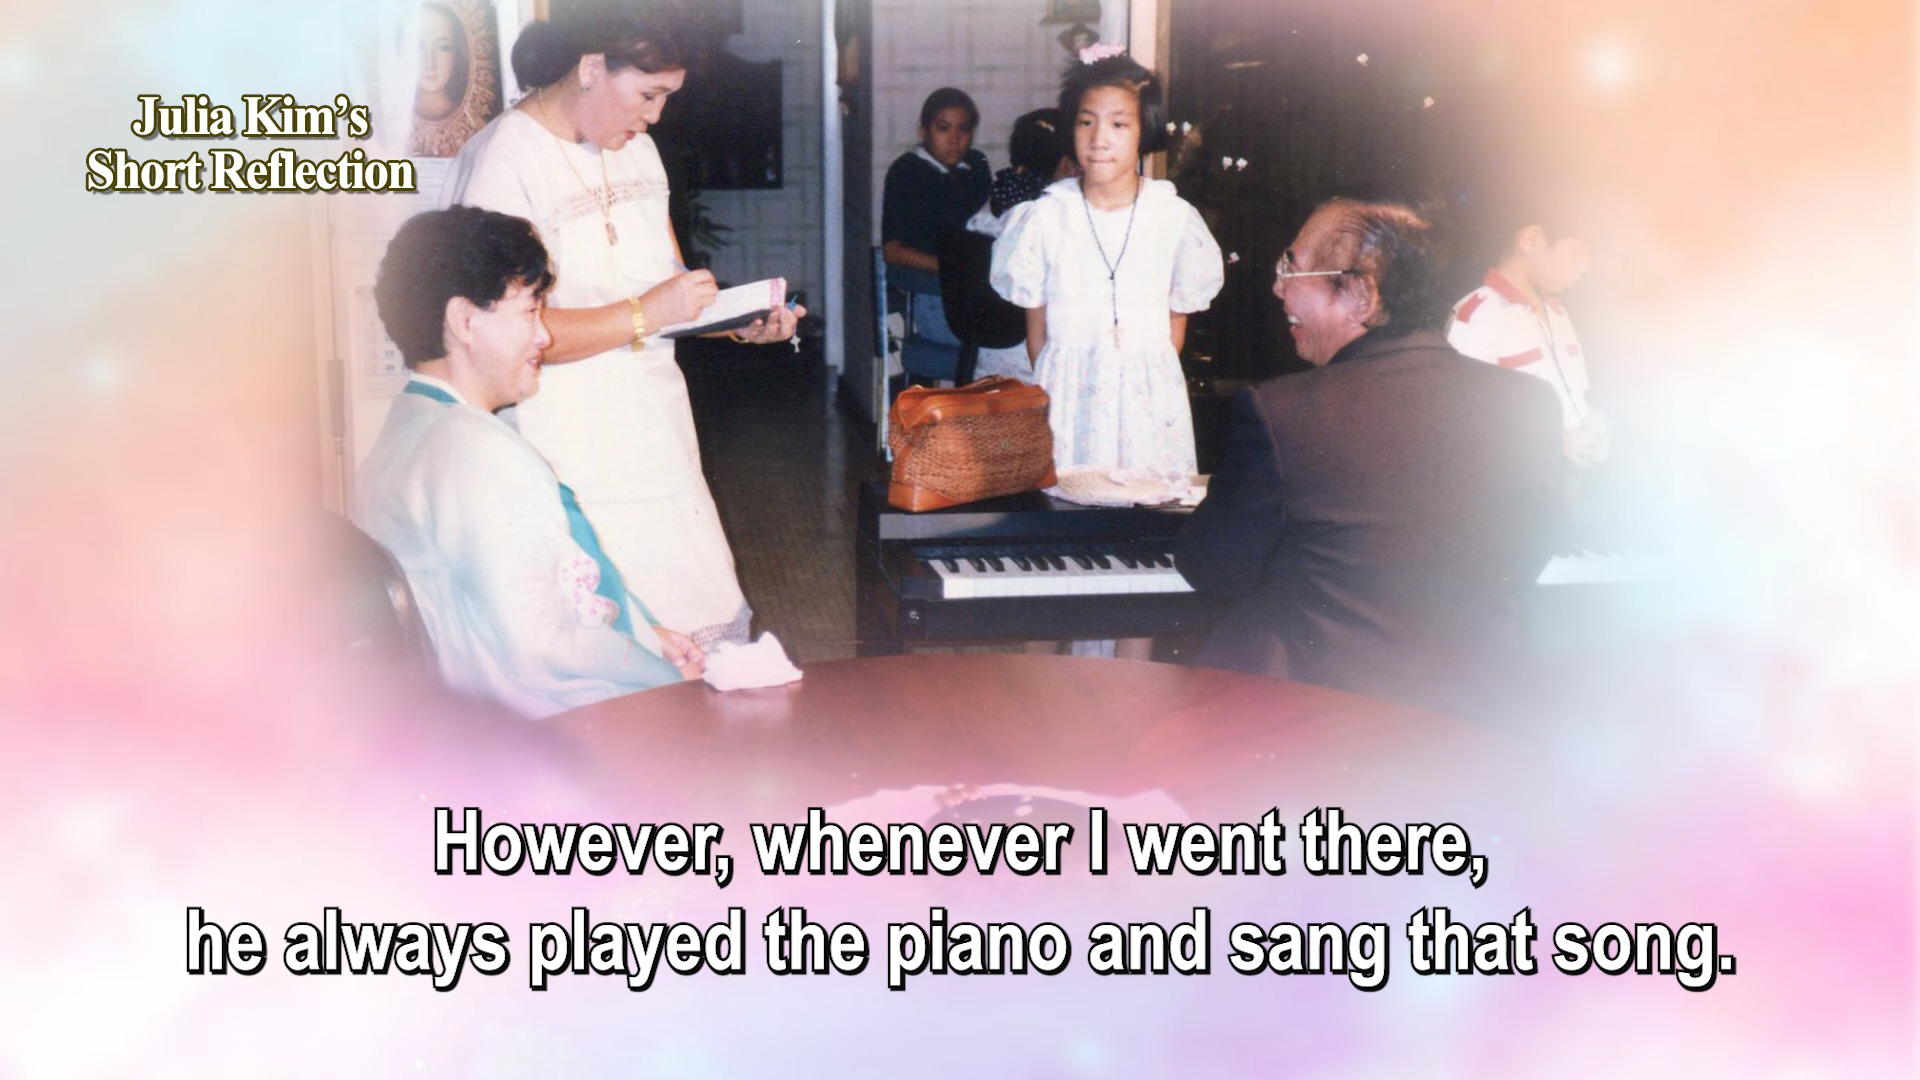 Julia Kim's
Short Reflection
However, whenever I went there,
he always played the piano and sang that song.